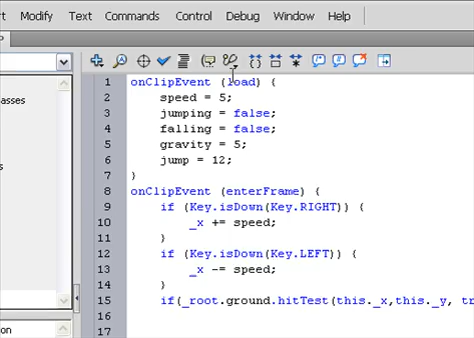 Modify Text Commands Control Debug Window Help
asses
1 onClipEvent (load) {
2 speed = 5;
3 jumping = false;
4 falling = false;
5 gravity = 5;
6 jump = 12;
7 }
8 onClipEvent (enterFrame) {
9 if (Key.isDown(Key.RIGHT)) {
10 _x += speed;
11 }
12 if (Key.isDown(Key.LEFT)) {
13 _x -= speed;
14 }
15 if(_root.ground.hitTest(this._x,this._y, tr
16
17
on